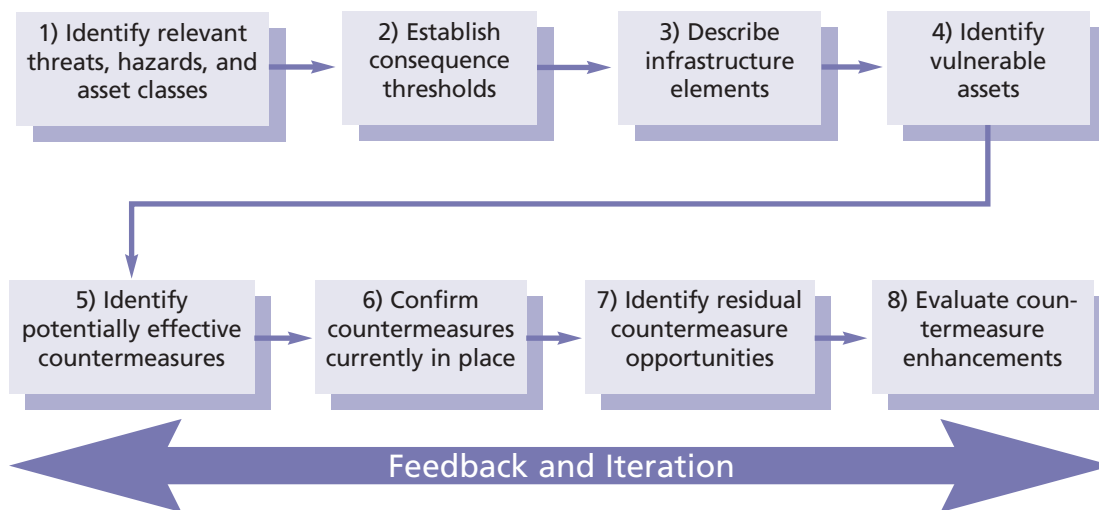 1) Identify relevant
threats, hazards, and
asset classes
2) Establish
consequence
thresholds
3) Describe
infrastructure
elements
4) Identify
vulnerable
assets
5) Identify
potentially effective
countermeasures
6) Confirm
countermeasures
currently in place
7) Identify residual
countermeasure
opportunities
8) Evaluate coun-
termeasure
enhancements
Feedback and Iteration